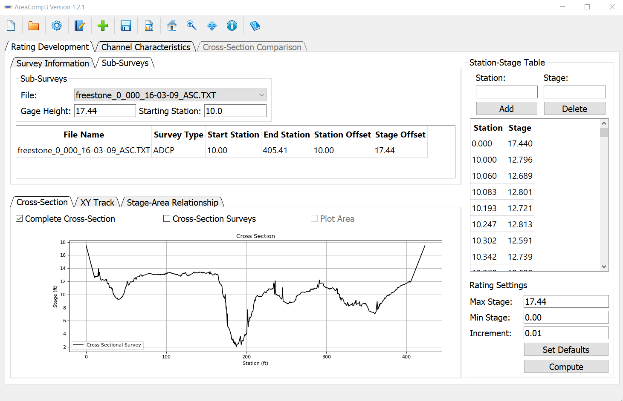 AreaComp3 Version 1.2.1
Rating Development
Channel Characteristics
Cross-Section Comparison
Survey Information
Sub-Surveys
Sub-Surveys
File: freestone_0_000_16-03-09_ASC.TXT
Gage Height: 17.44 Starting Station: 10.0
File Name Survey Type Start Station End Station Station Offset Stage Offset
freestone_0_000_16-03-09_ASC.TXT ADCP 10.00 405.41 10.00 17.44
Cross-Section
XY Track
Stage-Area Relationship
Complete Cross-Section
Cross-Section Surveys
Plot Area
Cross Section
Stage (ft)
18
16
14
12
10
8
6
4
2
Cross Sectional Survey
0 100 200 300 400
Station (ft)
Station-Stage Table
Station: Stage:
Add Delete
Station Stage
0.000 17.440
10.000 12.796
10.060 12.689
10.083 12.801
10.193 12.721
10.247 12.813
10.302 12.591
10.342 12.739
Rating Settings
Max Stage: 17.44
Min Stage: 0.00
Increment: 0.01
Set Defaults
Compute